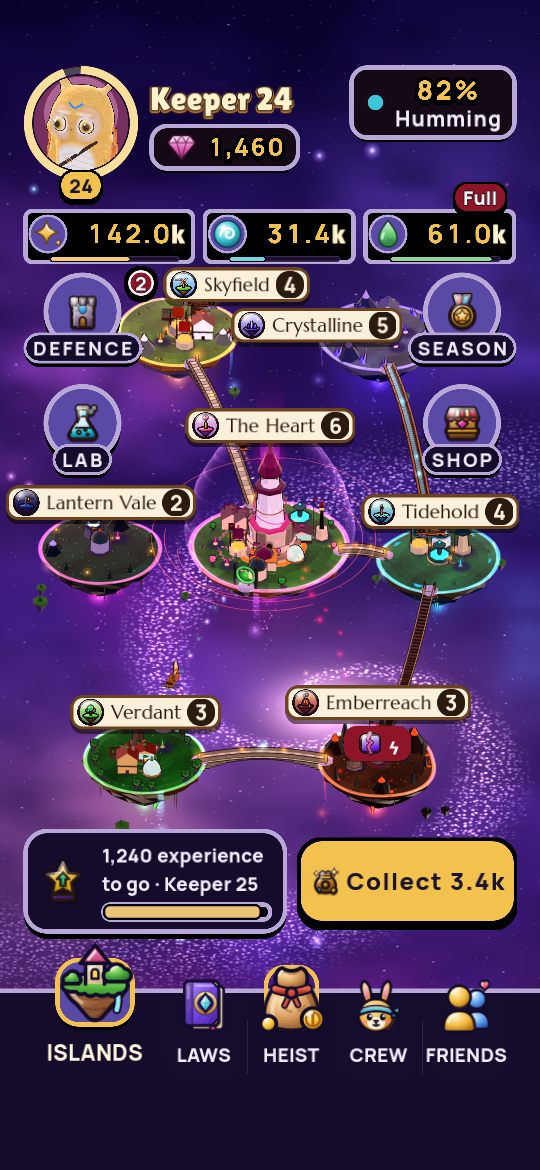 Keeper 24
82%
Humming
1,460
24
Full
142.0k
31.4k
61.0k
2
Skyfield 4
Crystalline 5
DEFENCE
SEASON
The Heart 6
LAB
SHOP
Lantern Vale 2
Tidehold 4
Emberreach 3
Verdant 3
1,240 experience
to go · Keeper 25
Collect 3.4k
ISLANDS
LAWS
HEIST
CREW
FRIENDS